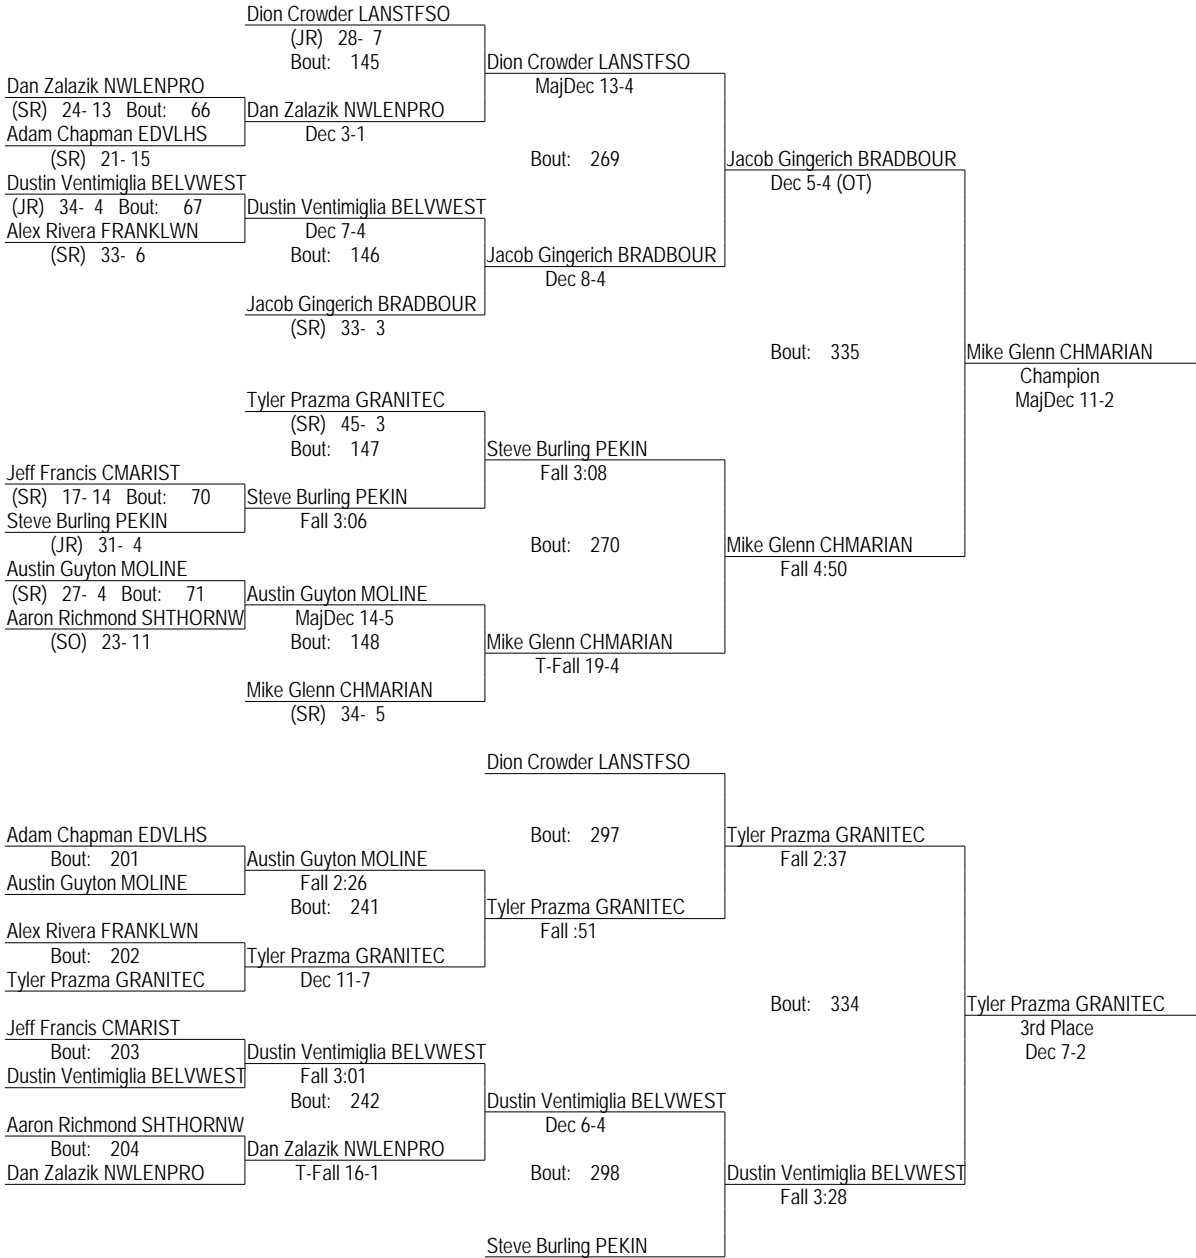 Dion Crowder LANSTFSO
(JR) 28- 7
Bout: 145
Dion Crowder LANSTFSO
MajDec 13-4
Dan Zalazik NWLENPRO
(SR) 24- 13 Bout: 66
Dan Zalazik NWLENPRO
Adam Chapman EDVLHS
Dec 3-1
(SR) 21- 15
Bout: 269
Jacob Gingerich BRADBOUR
Dec 5-4 (OT)
Dustin Ventimiglia BELVWEST
(JR) 34- 4 Bout: 67
Dustin Ventimiglia BELVWEST
Alex Rivera FRANKLWN
Dec 7-4
(SR) 33- 6
Bout: 146
Jacob Gingerich BRADBOUR
Dec 8-4
Jacob Gingerich BRADBOUR
(SR) 33- 3
Bout: 335
Mike Glenn CHMARIAN
Champion
MajDec 11-2
Tyler Prazma GRANITEC
(SR) 45- 3
Bout: 147
Steve Burling PEKIN
Fall 3:08
Jeff Francis CMARIST
(SR) 17- 14 Bout: 70
Steve Burling PEKIN
Steve Burling PEKIN
Fall 3:06
(JR) 31- 4
Bout: 270
Mike Glenn CHMARIAN
Fall 4:50
Austin Guyton MOLINE
(SR) 27- 4 Bout: 71
Austin Guyton MOLINE
Aaron Richmond SHTHORNW
MajDec 14-5
(SO) 23- 11
Bout: 148
Mike Glenn CHMARIAN
T-Fall 19-4
Mike Glenn CHMARIAN
(SR) 34- 5
Dion Crowder LANSTFSO
Bout: 297
Tyler Prazma GRANITEC
Fall 2:37
Adam Chapman EDVLHS
Bout: 201
Austin Guyton MOLINE
Austin Guyton MOLINE
Fall 2:26
Bout: 241
Tyler Prazma GRANITEC
Fall :51
Alex Rivera FRANKLWN
Bout: 202
Tyler Prazma GRANITEC
Tyler Prazma GRANITEC
Dec 11-7
Bout: 334
Tyler Prazma GRANITEC
3rd Place
Dec 7-2
Jeff Francis CMARIST
Bout: 203
Dustin Ventimiglia BELVWEST
Dustin Ventimiglia BELVWEST
Fall 3:01
Bout: 242
Dustin Ventimiglia BELVWEST
Dec 6-4
Aaron Richmond SHTHORNW
Bout: 204
Dan Zalazik NWLENPRO
Dan Zalazik NWLENPRO
T-Fall 16-1
Bout: 298
Dustin Ventimiglia BELVWEST
Fall 3:28
Steve Burling PEKIN